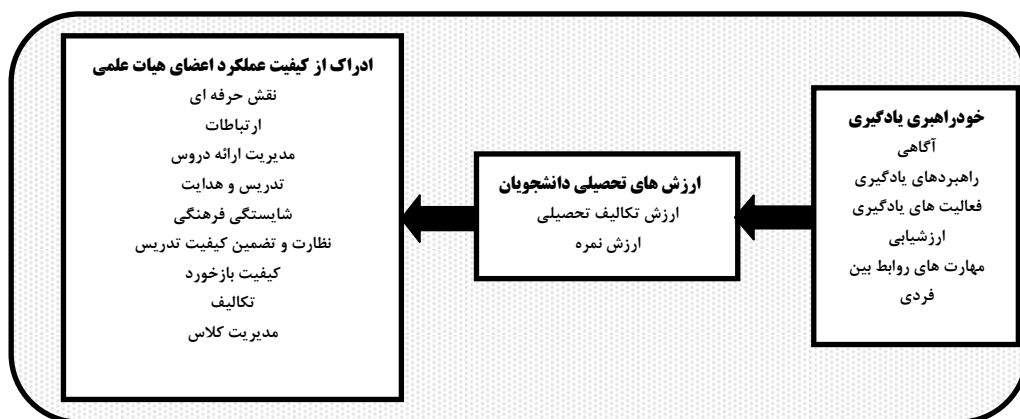 خودراهبری یادگیری
آگاهی
راهبردهای یادگیری
فعالیت های یادگیری
ارزشیابی
مهارت های روابط بین
فردی
ارزش های تحصیلی دانشجویان
ارزش تکالیف تحصیلی
ارزش نمره
ادراک از کیفیت عملکرد اعضای هیات علمی
نقش حرفه ای
ارتباطات
مدیریت ارائه دروس
تدریس و هدایت
شایستگی فرهنگی
نظارت و تضمین کیفیت تدریس
کیفیت بازخورد
تکالیف
مدیریت کلاس